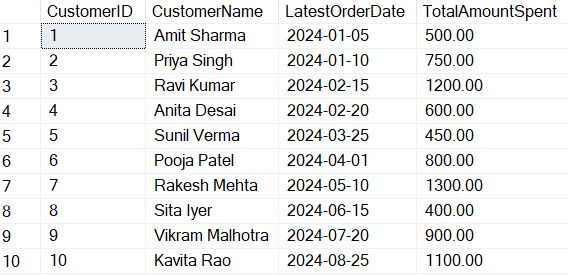 CustomerID CustomerName LatestOrderDate TotalAmountSpent
1 1 Amit Sharma 2024-01-05 500.00
2 2 Priya Singh 2024-01-10 750.00
3 3 Ravi Kumar 2024-02-15 1200.00
4 4 Anita Desai 2024-02-20 600.00
5 5 Sunil Verma 2024-03-25 450.00
6 6 Pooja Patel 2024-04-01 800.00
7 7 Rakesh Mehta 2024-05-10 1300.00
8 8 Sita Iyer 2024-06-15 400.00
9 9 Vikram Malhotra 2024-07-20 900.00
10 10 Kavita Rao 2024-08-25 1100.00